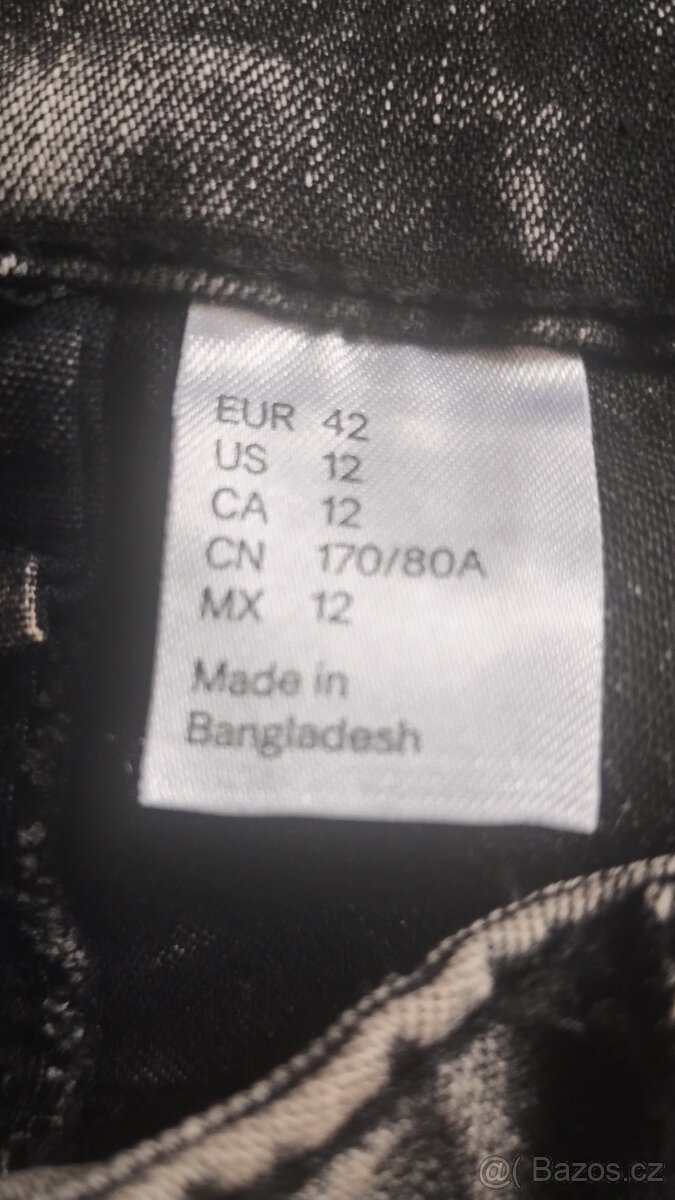 EUR 42
US 12
CA 12
CN 170/80A
MX 12
Made in
Bangladesh
@( Bazos.cz